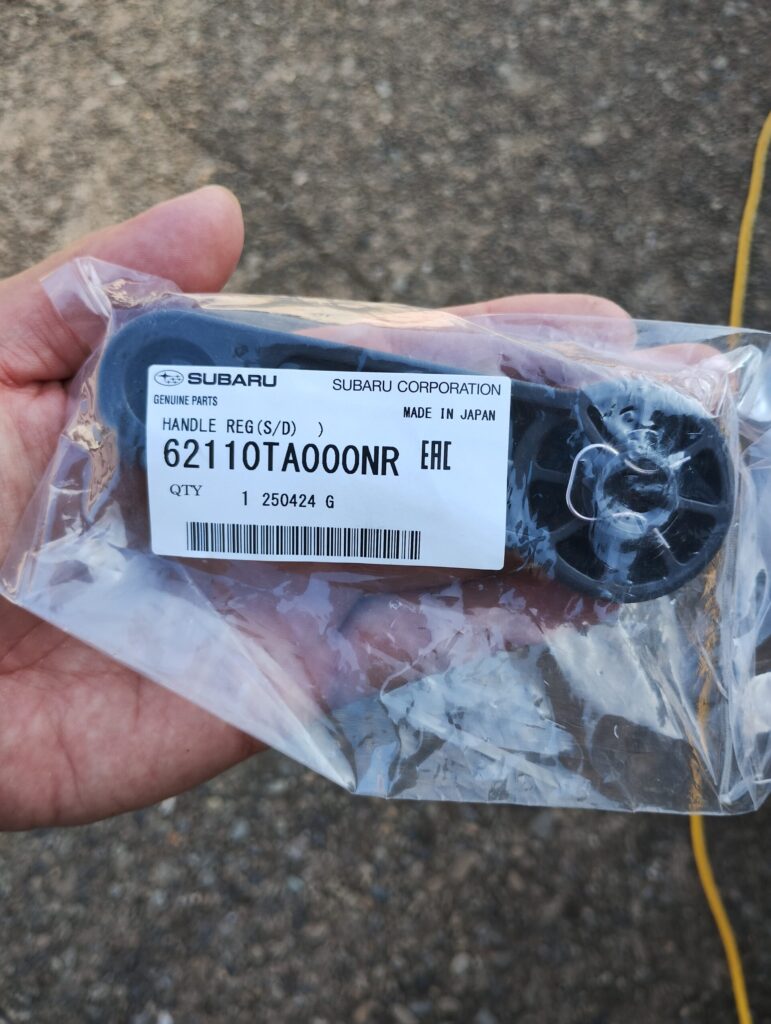 SUBARU
SUBARU CORPORATION
GENUINE PARTS
MADE IN JAPAN
HANDLE REG(S/D)  )
62110TA000NR EAC
QTY 1 250424 G